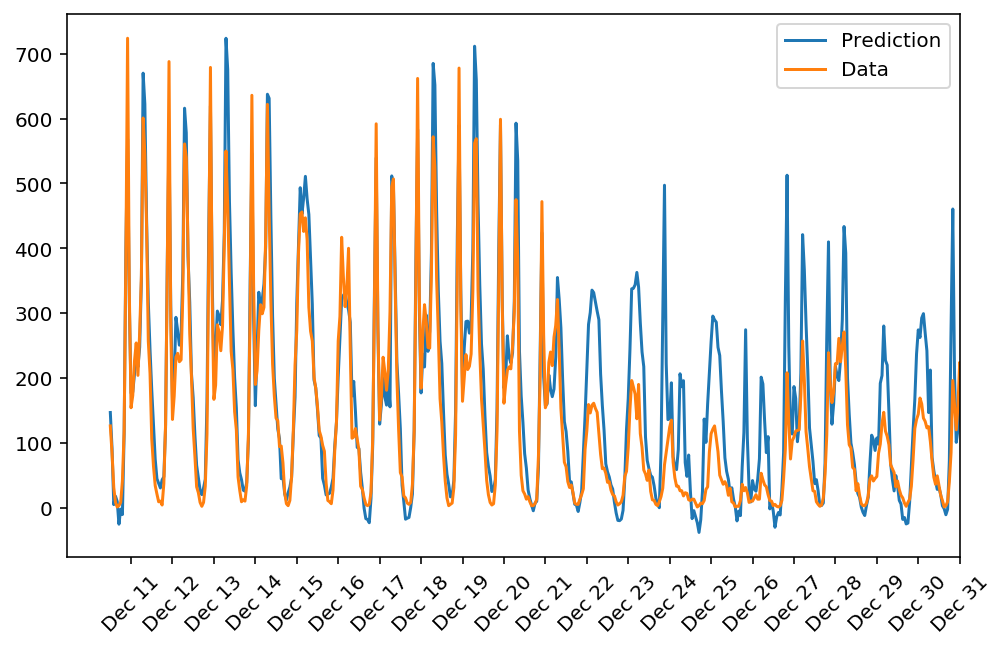 Prediction
Data
700
600
500
400
300
200
100
0
Dec 11
Dec 12
Dec 13
Dec 14
Dec 15
Dec 16
Dec 17
Dec 18
Dec 19
Dec 20
Dec 21
Dec 22
Dec 23
Dec 24
Dec 25
Dec 26
Dec 27
Dec 28
Dec 29
Dec 30
Dec 31